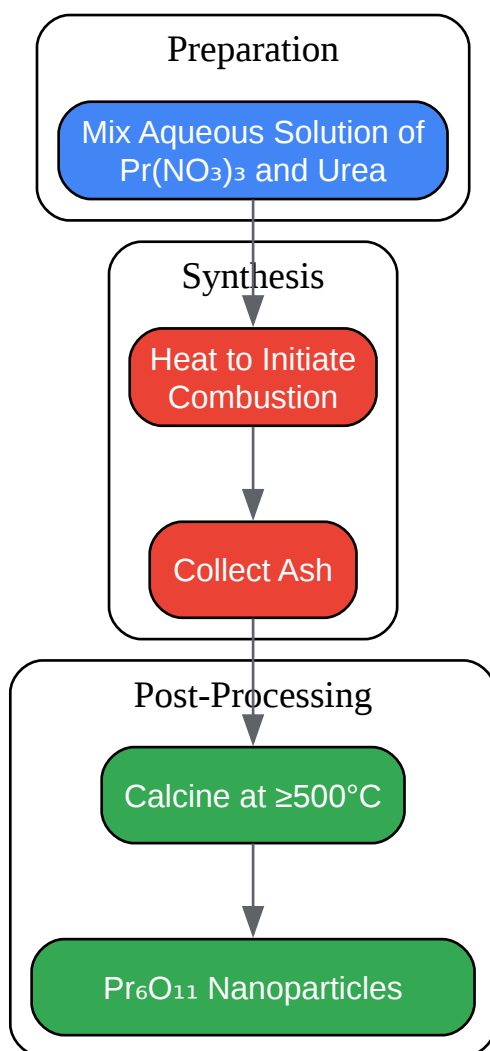 Preparation
Mix Aqueous Solution of
Pr(NO₃)₃ and Urea
Synthesis
Heat to Initiate
Combustion
Collect Ash
Post-Processing
Calcine at ≥500°C
Pr₆O₁₁ Nanoparticles